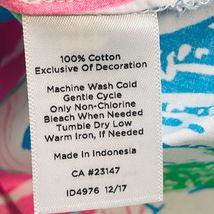 100% Cotton
Exclusive Of Decoration
Machine Wash Cold
Gentle Cycle
Only Non-Chlorine
Bleach When Needed
Tumble Dry Low
Warm Iron, If Needed
Made In Indonesia
CA #23147
ID4976 12/17